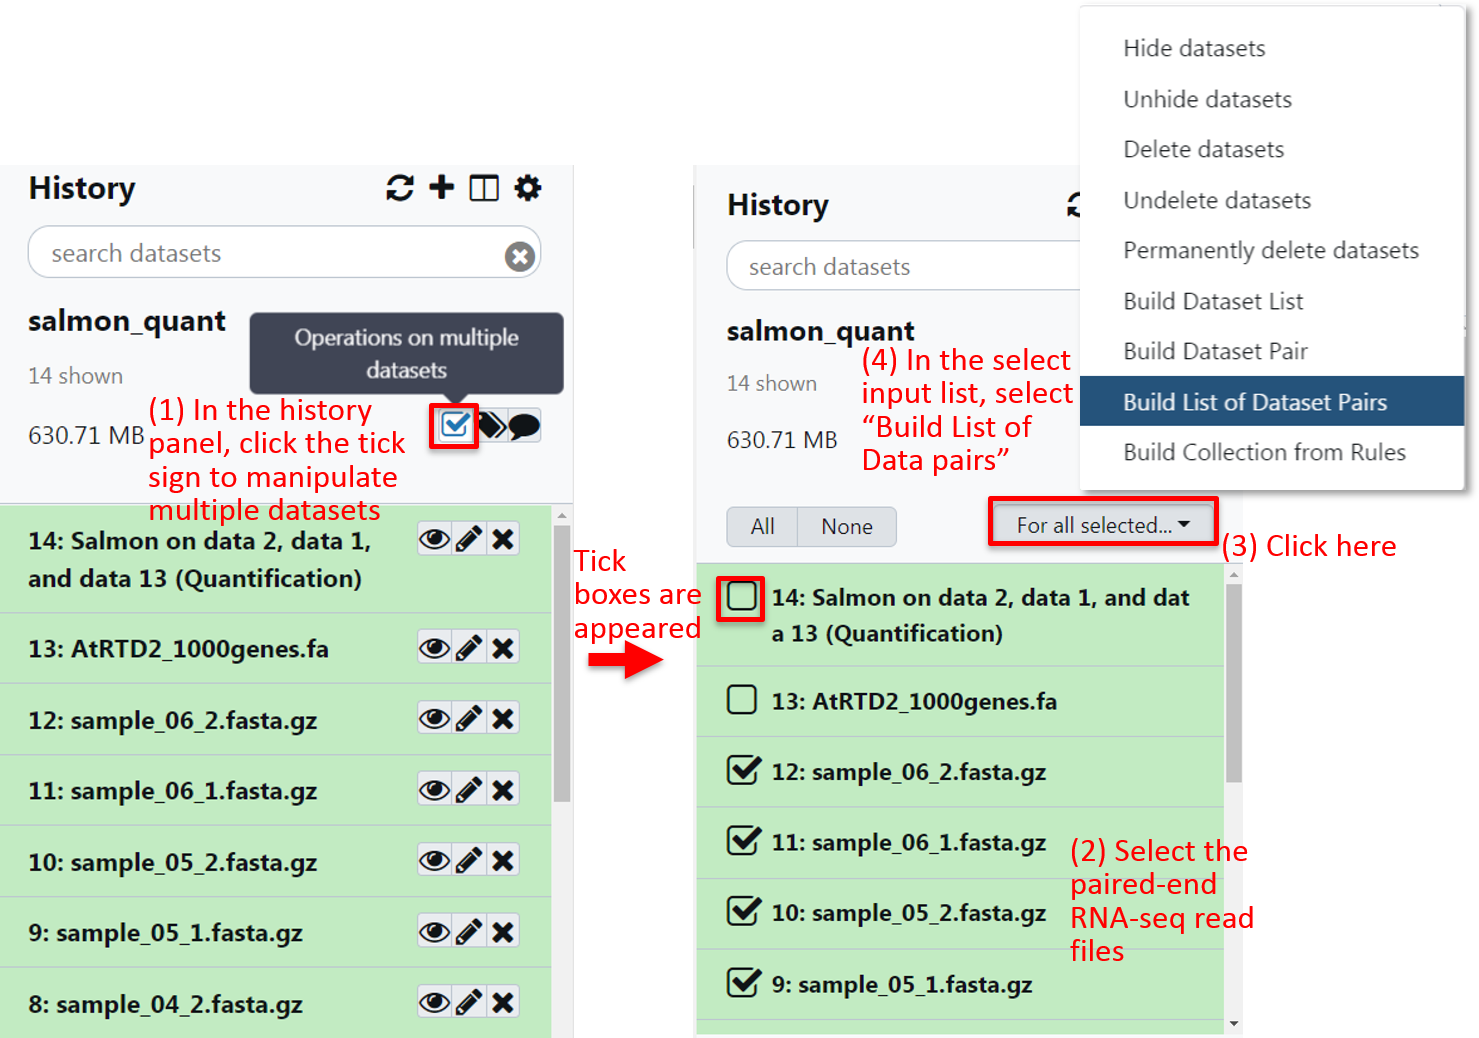 History
search datasets
salmon_quant
Operations on multiple
datasets
14 shown
630.71 MB
(1) In the history
panel, click the tick
sign to manipulate
multiple datasets
14: Salmon on data 2, data 1,
and data 13 (Quantification)
13: AtRTD2_1000genes.fa
12: sample_06_2.fasta.gz
11: sample_06_1.fasta.gz
10: sample_05_2.fasta.gz
9: sample_05_1.fasta.gz
8: sample_04_2.fasta.gz
Tick
boxes are
appeared
History
search datasets
salmon_quant
14 shown
630.71 MB
(4) In the select
input list, select
“Build List of
Data pairs”
Hide datasets
Unhide datasets
Delete datasets
Undelete datasets
Permanently delete datasets
Build Dataset List
Build Dataset Pair
Build List of Dataset Pairs
Build Collection from Rules
All
None
For all selected...
(3) Click here
14: Salmon on data 2, data 1, and dat
a 13 (Quantification)
13: AtRTD2_1000genes.fa
12: sample_06_2.fasta.gz
11: sample_06_1.fasta.gz
10: sample_05_2.fasta.gz
9: sample_05_1.fasta.gz
(2) Select the
paired-end
RNA-seq read
files